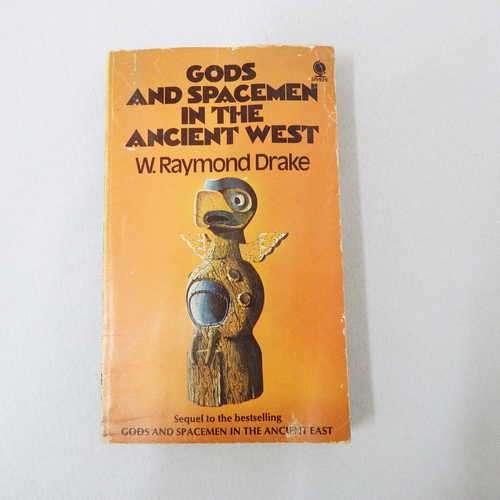 GODS
AND SPACEMEN
IN THE
ANCIENT WEST
W. Raymond Drake
Sequel to the bestselling
GODS AND SPACEMEN IN THE ANCIENT EAST